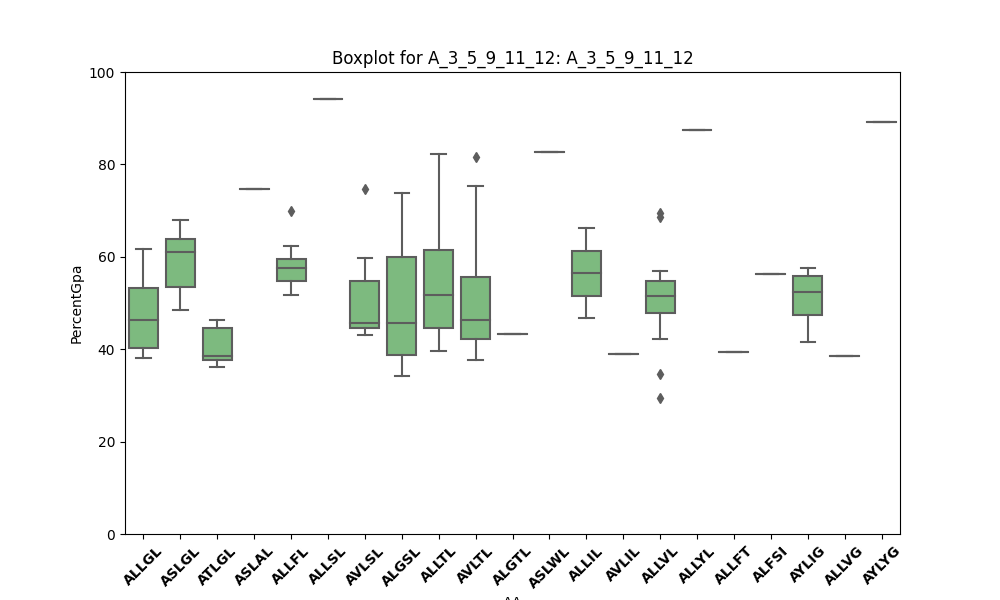 Boxplot for A_3_5_9_11_12: A_3_5_9_11_12
100
80
60
40
20
0
PercentGpa
ALLGL
ASLGL
ATLGL
ASLAL
ALLFL
ALLSL
AVLSL
ALGSL
ALLTL
AVLTL
ALGTL
ASLWL
ALLIL
AVLIL
ALLVL
ALLYL
ALLFT
ALFSI
AYLIG
ALLVG
AYLYG